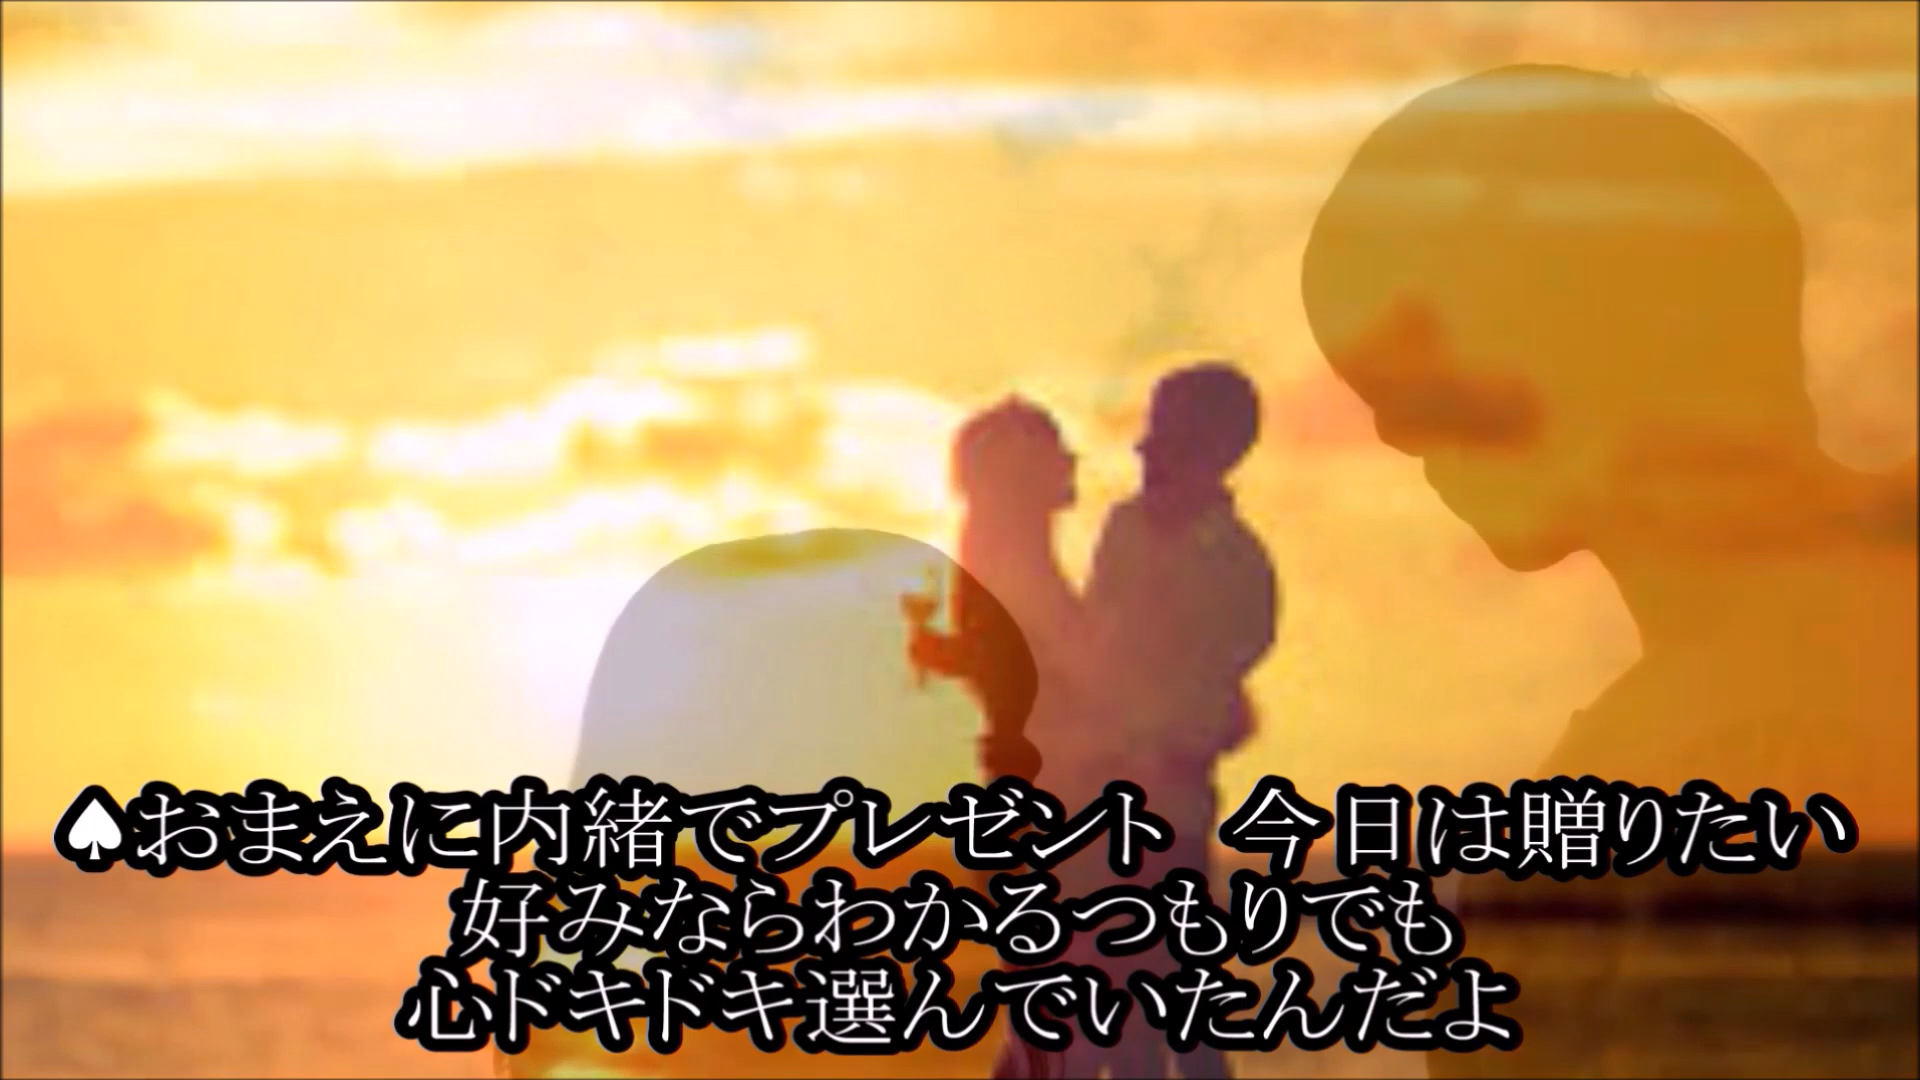 ♠おまえに内緒でプレゼント　今日は贈りたい
好みならわかるつもりでも
心ドキドキ選んでいたんだよ